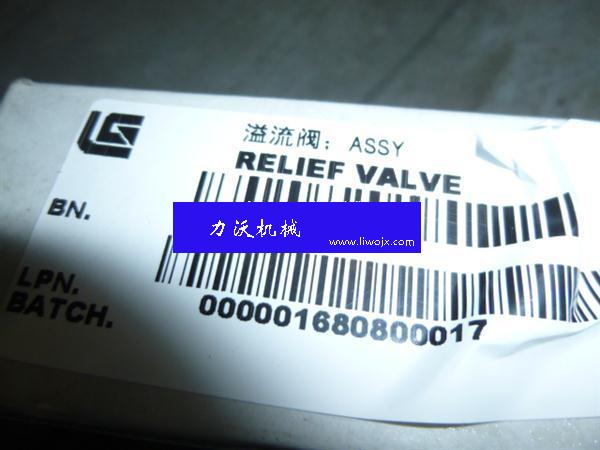 溢流阀：ASSY
RELIEF VALVE
BN.
力沃机械
www.liwojx.com
LPN.
BATCH.
000001680800017